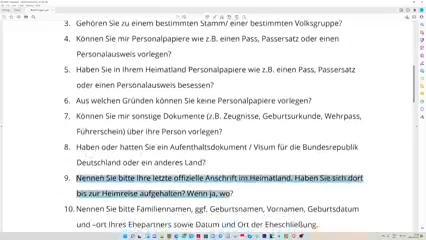 3. Gehören Sie zu einem bestimmten Stamm/ einer bestimmten Volksgruppe?
4. Können Sie mir Personalpapiere wie z.B. einen Pass, Passersatz oder einen
Personalausweis vorlegen?
5. Haben Sie in Ihrem Heimatland Personalpapiere wie z.B. einen Pass, Passersatz
oder einen Personalausweis besessen?
6. Aus welchen Gründen können Sie keine Personalpapiere vorlegen?
7. Können Sie mir sonstige Dokumente (z.B. Zeugnisse, Geburtsurkunde, Wehrpass,
Führerschein) über ihre Person vorlegen?
8. Haben oder hatten Sie ein Aufenthaltsdokument / Visum für die Bundesrepublik
Deutschland oder ein anderes Land?
9. Nennen Sie bitte Ihre letzte offizielle Anschrift im Heimatland. Haben Sie sich dort
bis zur Heimreise aufgehalten? Wenn ja, wo?
10. Nennen Sie bitte Familiennamen, ggf. Geburtsnamen, Vornamen, Geburtsdatum
und –ort Ihres Ehepartners sowie Datum und Ort der Eheschließung.